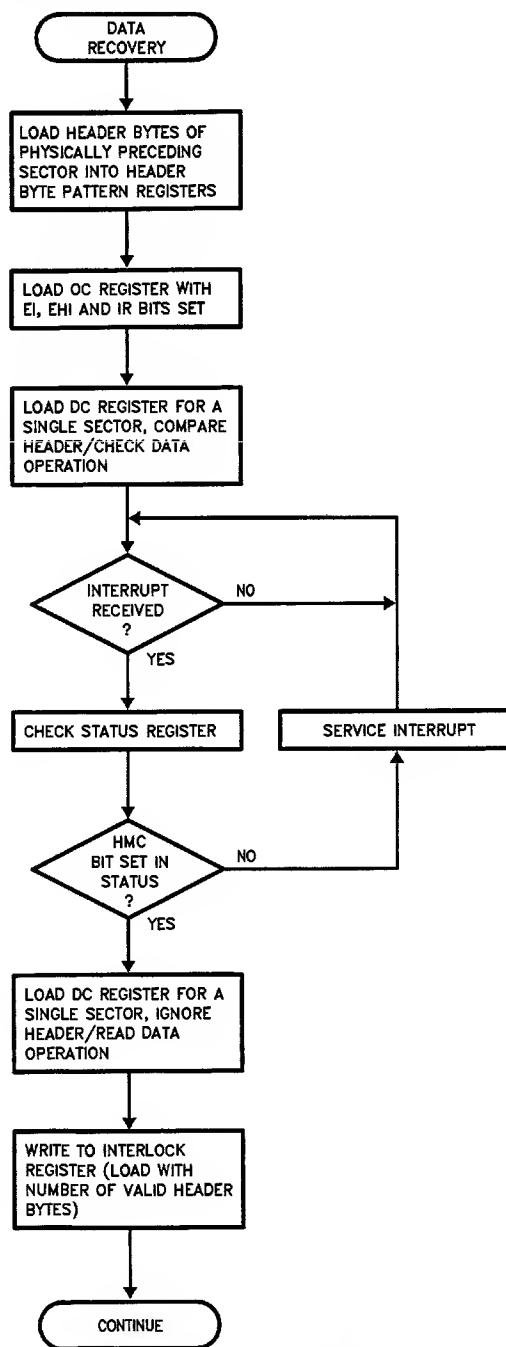 DATA
RECOVERY
LOAD HEADER BYTES OF
PHYSICALLY PRECEDING
SECTOR INTO HEADER
BYTE PATTERN REGISTERS
LOAD OC REGISTER WITH
EI, EHI AND IR BITS SET
LOAD DC REGISTER FOR A
SINGLE SECTOR, COMPARE
HEADER/CHECK DATA
OPERATION
INTERRUPT
RECEIVED
?
NO
YES
CHECK STATUS REGISTER
SERVICE INTERRUPT
HMC
BIT SET IN
STATUS
?
NO
YES
LOAD DC REGISTER FOR A
SINGLE SECTOR, IGNORE
HEADER/READ DATA
OPERATION
WRITE TO INTERLOCK
REGISTER (LOAD WITH
NUMBER OF VALID HEADER
BYTES)
CONTINUE